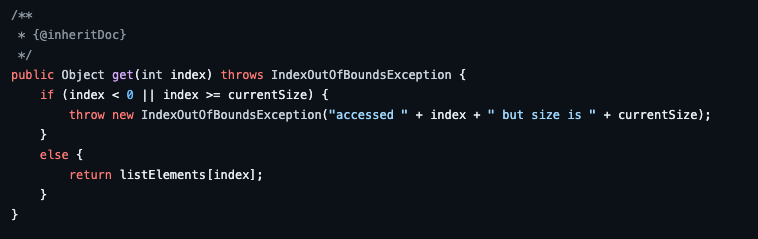 /**
 * {@inheritDoc}
 */
public Object get(int index) throws IndexOutOfBoundsException {
    if (index < 0 || index >= currentSize) {
        throw new IndexOutOfBoundsException("accessed " + index + " but size is " + currentSize);
    }
    else {
        return listElements[index];
    }
}